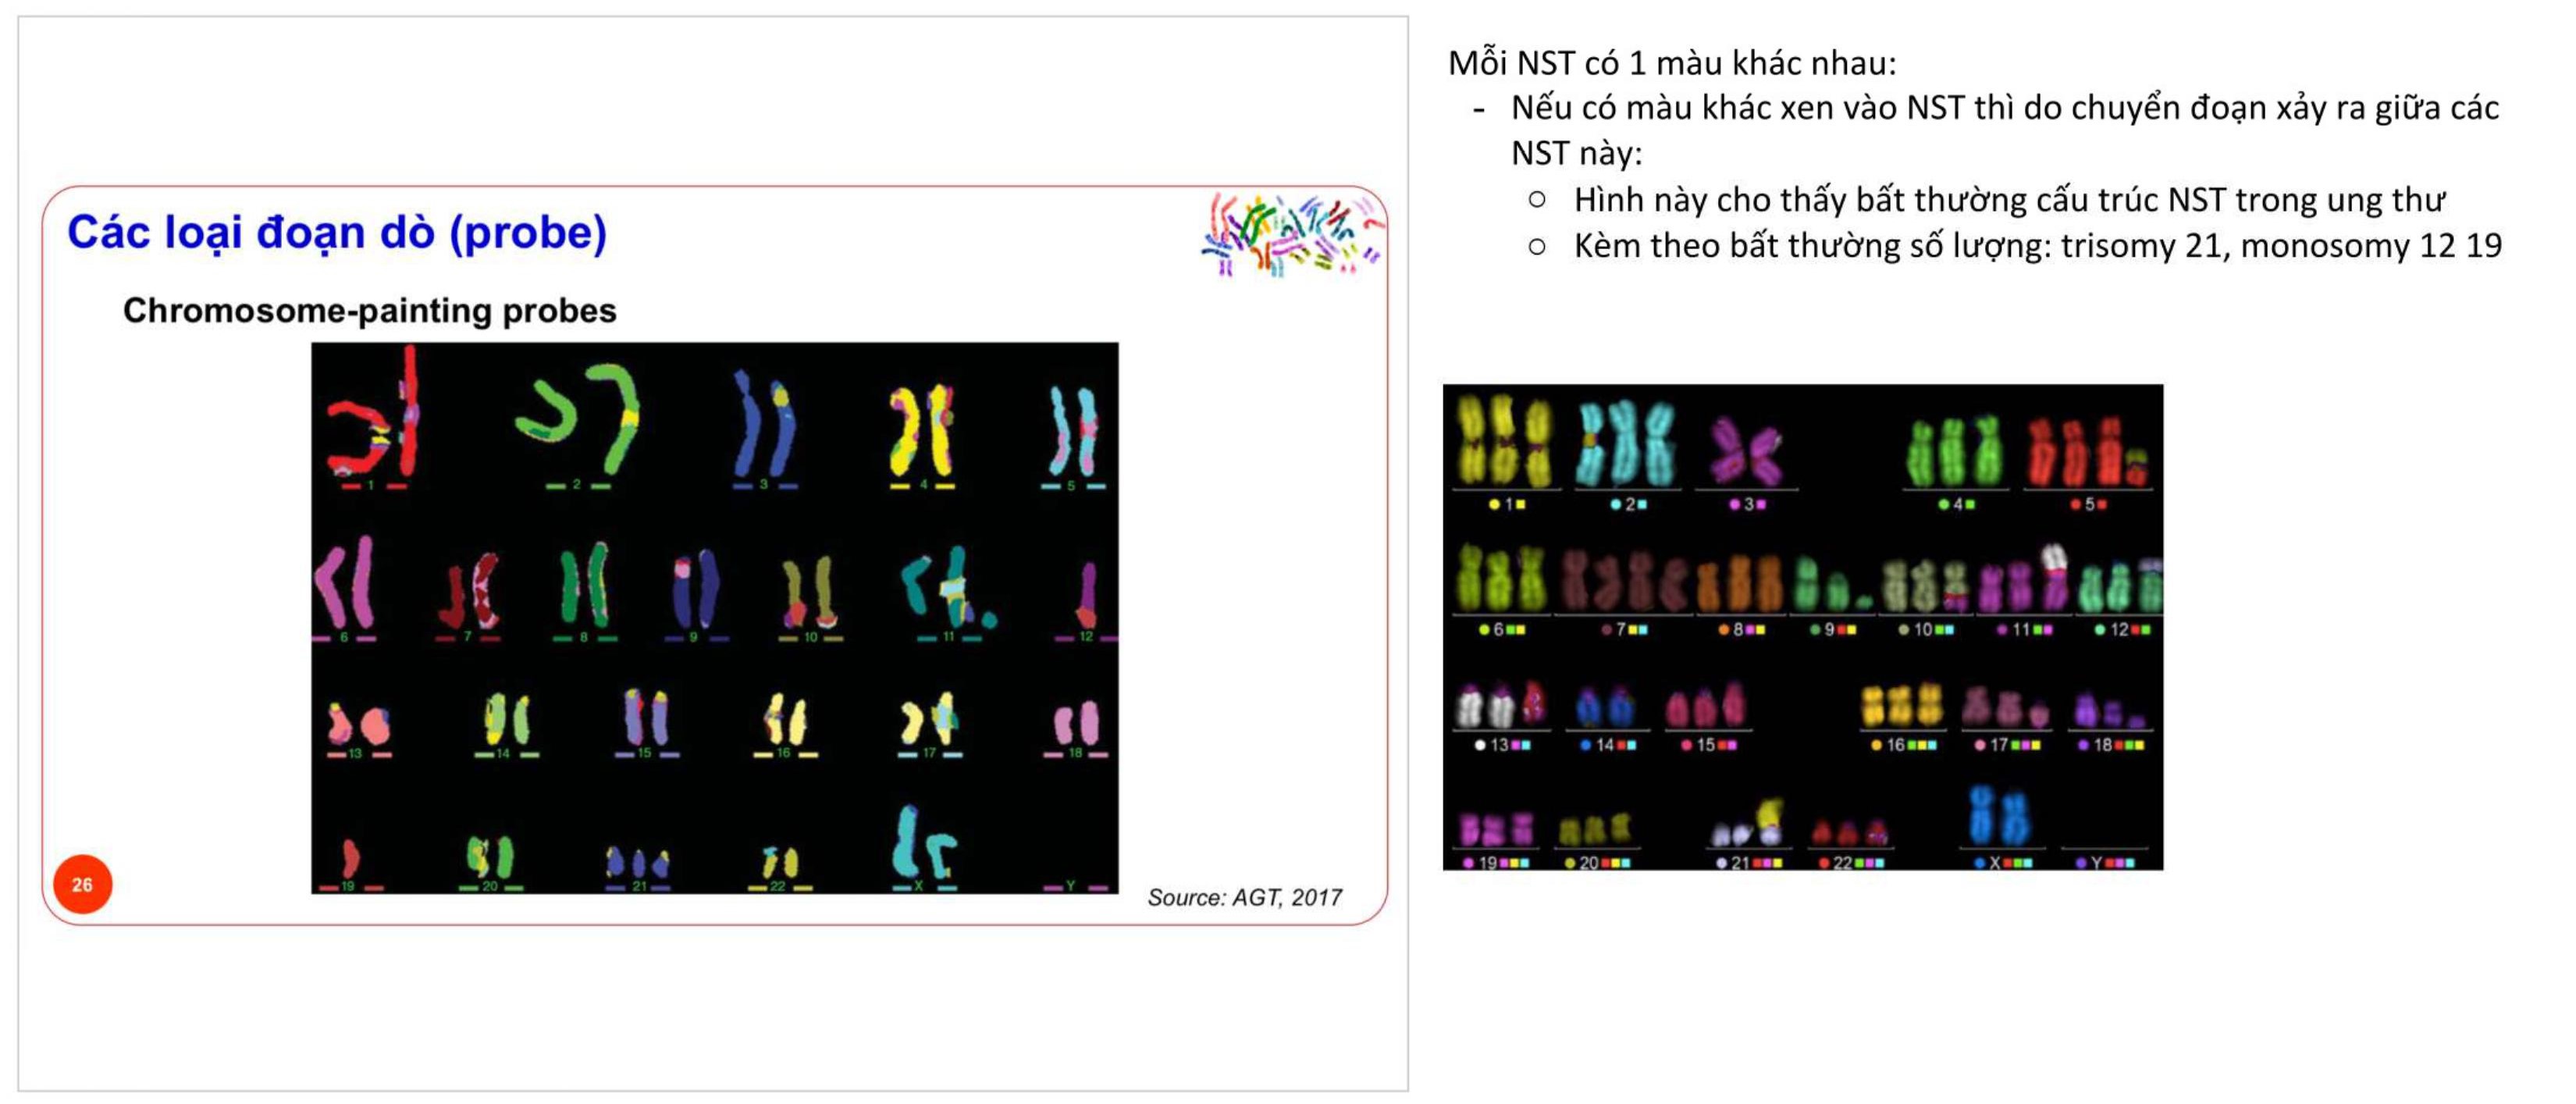 Các loại đoạn dò (probe)
Chromosome-painting probes
1 2 3 4 5
6 7 8 9 10 11 12
13 14 15 16 17 18
19 20 21 22 X Y
26
Source: AGT, 2017
Mỗi NST có 1 màu khác nhau:
- Nếu có màu khác xen vào NST thì do chuyển đoạn xảy ra giữa các
NST này:
○ Hình này cho thấy bất thường cấu trúc NST trong ung thư
○ Kèm theo bất thường số lượng: trisomy 21, monosomy 12 19
1 2 3 4 5
6 7 8 9 10 11 12
13 14 15 16 17 18
19 20 21 22 X Y